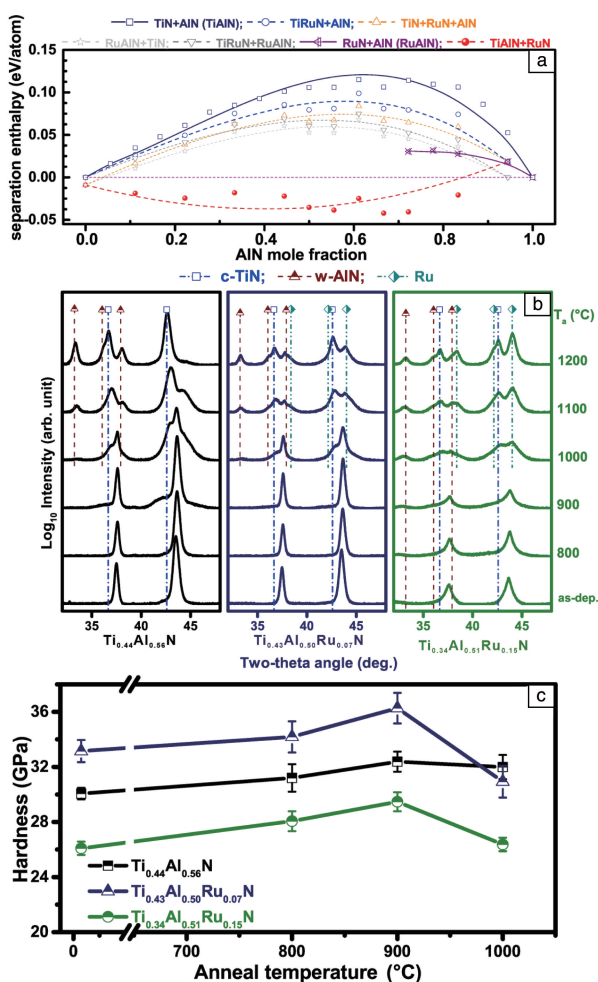 TiN+AlN (TiAlN); TiRuN+AlN; TiN+RuN+AlN
RuAlN+TiN; TiRuN+RuAlN; RuN+AlN (RuAlN); TiAlN+RuN
a
separation enthalpy (eV/atom)
0.15
0.10
0.05
0.00
-0.05
0.0 0.2 0.4 0.6 0.8 1.0
AlN mole fraction
c-TiN; w-AlN; Ru
b
Tₐ (°C)
1200
1100
1000
900
800
as-dep.
Log₁₀ Intensity (arb. unit)
35 40 45 35 40 45 35 40 45
Ti₀.₄₄Al₀.₅₆N Ti₀.₄₃Al₀.₅₀Ru₀.₀₇N Ti₀.₃₄Al₀.₅₁Ru₀.₁₅N
Two-theta angle (deg.)
c
Hardness (GPa)
36
32
28
24
20
Ti₀.₄₄Al₀.₅₆N
Ti₀.₄₃Al₀.₅₀Ru₀.₀₇N
Ti₀.₃₄Al₀.₅₁Ru₀.₁₅N
0 700 800 900 1000
Anneal temperature (°C)